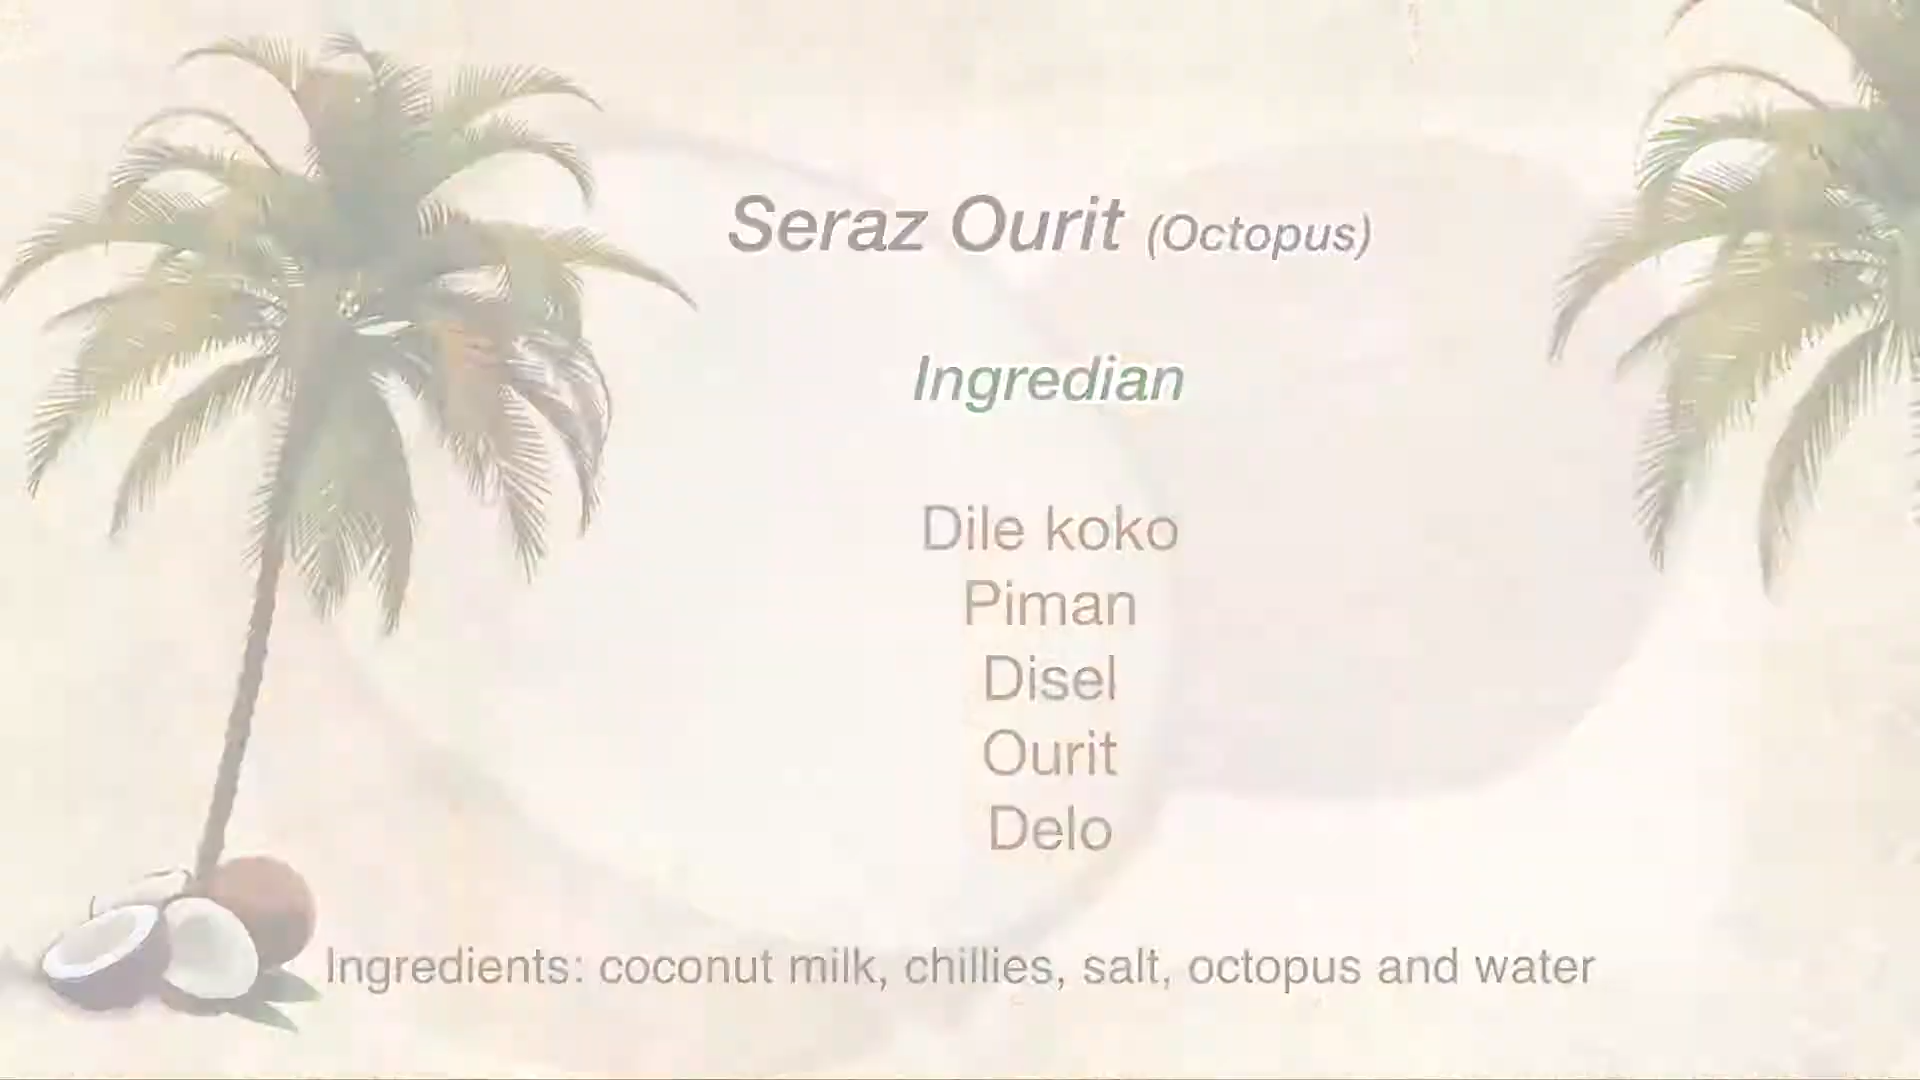 Seraz Ourit (Octopus)
Ingredian
Dile koko
Piman
Disel
Ourit
Delo
Ingredients: coconut milk, chillies, salt, octopus and water